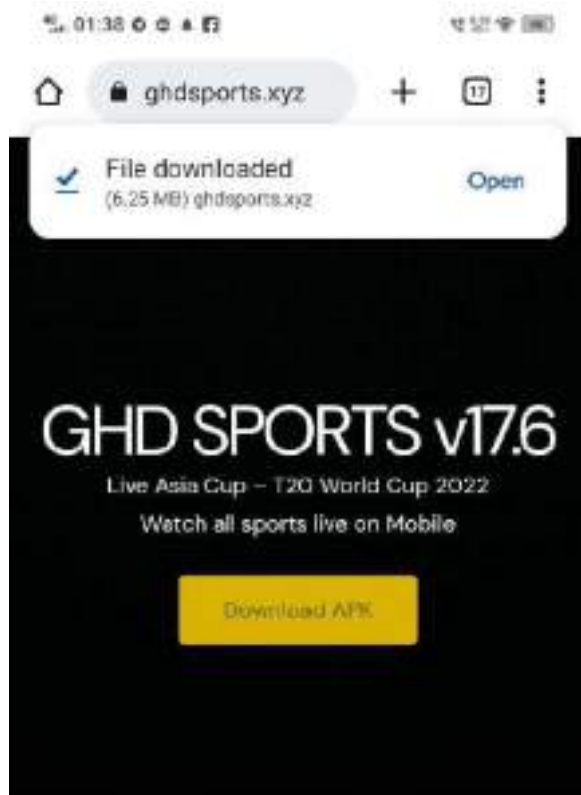 01:38
ghdsports.xyz
17
File downloaded
(6.25 MB) ghdsports.xyz
Open
GHD SPORTS v17.6
Live Asia Cup – T20 World Cup 2022
Watch all sports live on Mobile
Download APK